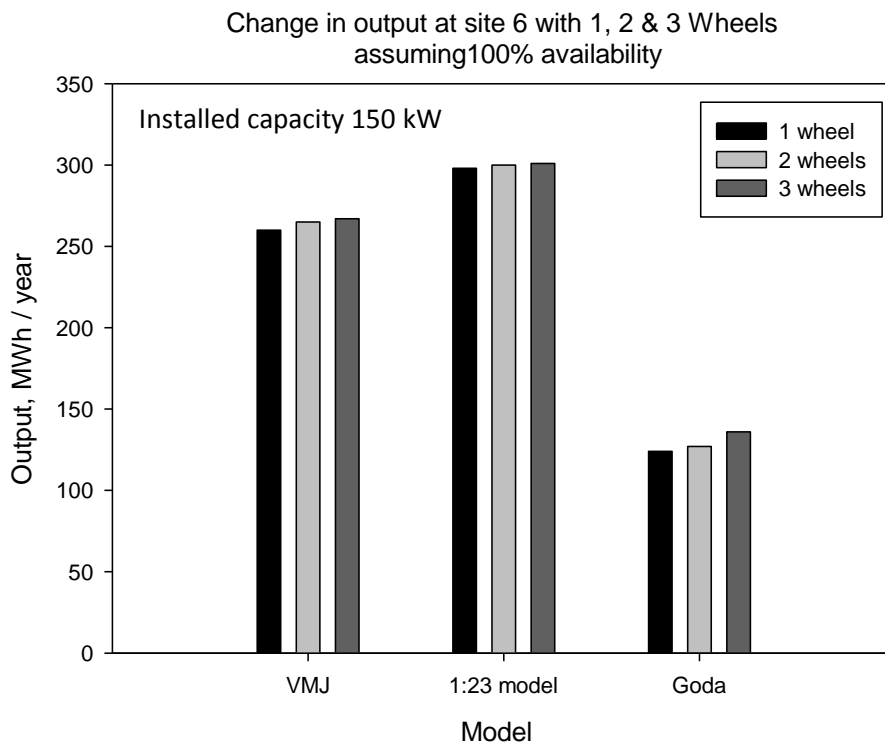 Change in output at site 6 with 1, 2 & 3 Wheels
assuming100% availability
Installed capacity 150 kW
1 wheel
2 wheels
3 wheels
Output, MWh / year
350
300
250
200
150
100
50
0
VMJ
1:23 model
Goda
Model